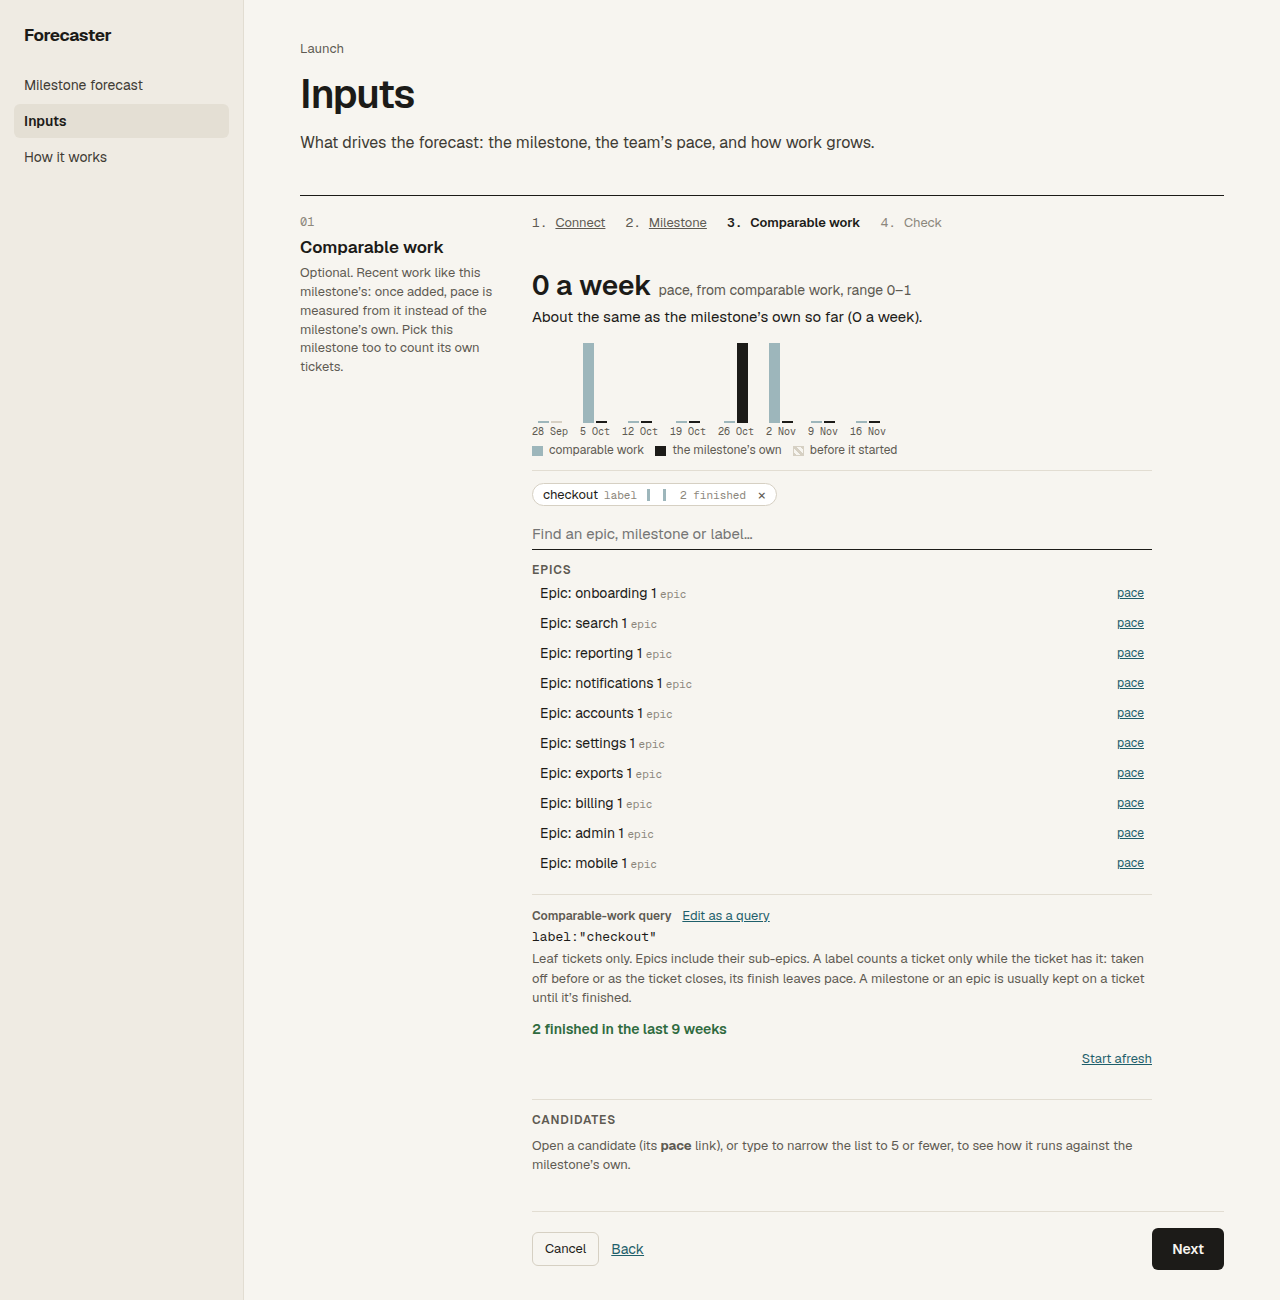 Forecaster
Milestone forecast
Inputs
How it works
Launch
Inputs
What drives the forecast: the milestone, the team's pace, and how work grows.
01
Comparable work
Optional. Recent work like this
milestone's: once added, pace is
measured from it instead of the
milestone's own. Pick this
milestone too to count its own
tickets.
1. Connect 2. Milestone 3. Comparable work 4. Check
0 a week pace, from comparable work, range 0–1
About the same as the milestone's own so far (0 a week).
28 Sep 5 Oct 12 Oct 19 Oct 26 Oct 2 Nov 9 Nov 16 Nov
comparable work the milestone's own before it started
checkout label 2 finished ×
Find an epic, milestone or label…
EPICS
Epic: onboarding 1 epic pace
Epic: search 1 epic pace
Epic: reporting 1 epic pace
Epic: notifications 1 epic pace
Epic: accounts 1 epic pace
Epic: settings 1 epic pace
Epic: exports 1 epic pace
Epic: billing 1 epic pace
Epic: admin 1 epic pace
Epic: mobile 1 epic pace
Comparable-work query Edit as a query
label:"checkout"
Leaf tickets only. Epics include their sub-epics. A label counts a ticket only while the ticket has it: taken
off before or as the ticket closes, its finish leaves pace. A milestone or an epic is usually kept on a ticket
until it's finished.
2 finished in the last 9 weeks
Start afresh
CANDIDATES
Open a candidate (its pace link), or type to narrow the list to 5 or fewer, to see how it runs against the
milestone's own.
Cancel Back Next